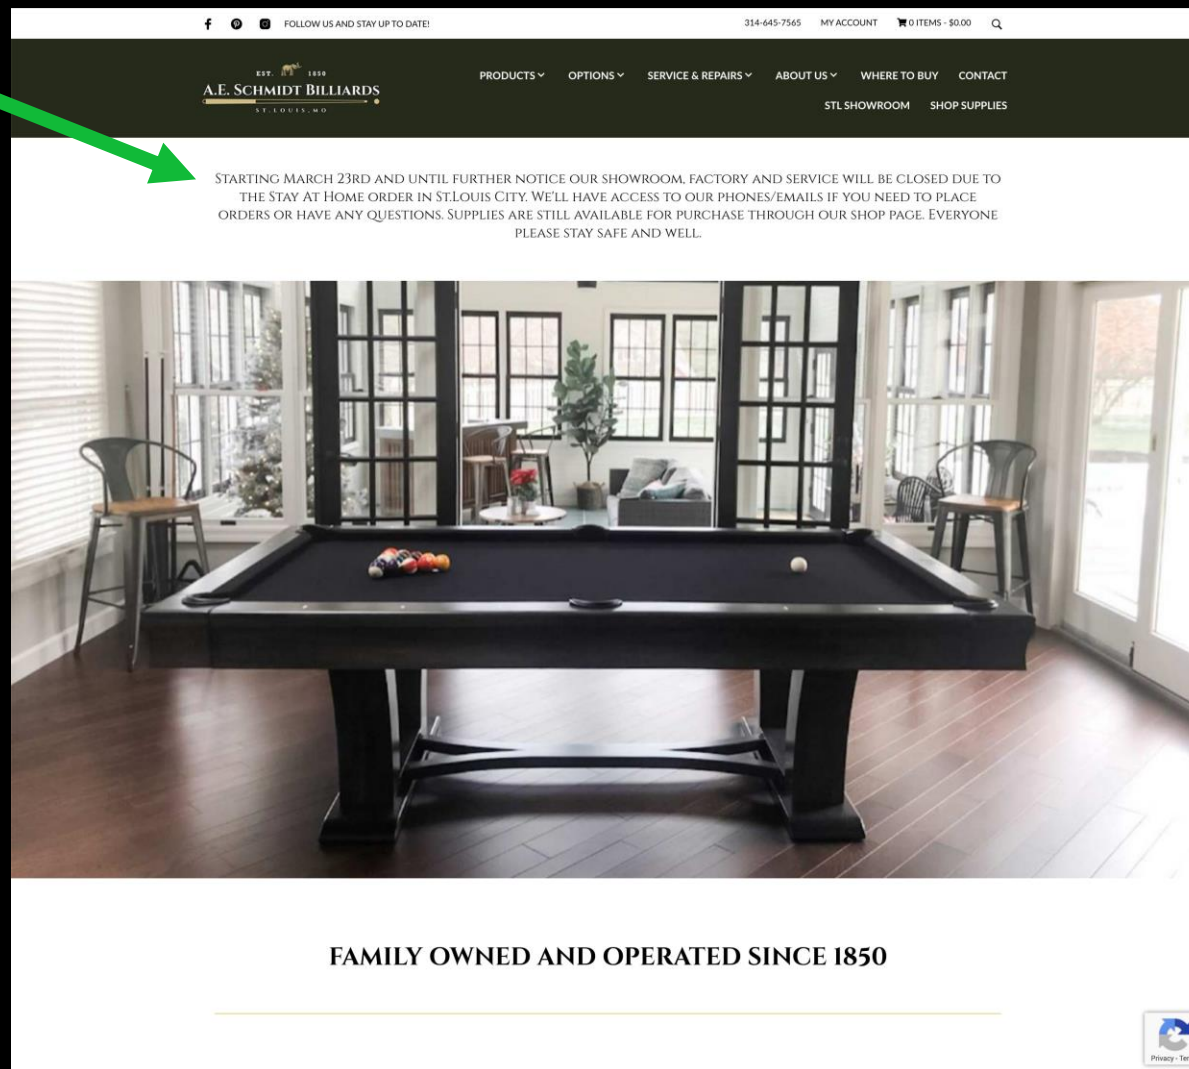 FOLLOW US AND STAY UP TO DATE!
314-645-7565 MY ACCOUNT 0 ITEMS - $0.00
EST. 1850
A.E. SCHMIDT BILLIARDS
ST.LOUIS,MO
PRODUCTS OPTIONS SERVICE & REPAIRS ABOUT US WHERE TO BUY CONTACT
STL SHOWROOM SHOP SUPPLIES
STARTING MARCH 23RD AND UNTIL FURTHER NOTICE OUR SHOWROOM, FACTORY AND SERVICE WILL BE CLOSED DUE TO
THE STAY AT HOME ORDER IN ST.LOUIS CITY. WE'LL HAVE ACCESS TO OUR PHONES/EMAILS IF YOU NEED TO PLACE
ORDERS OR HAVE ANY QUESTIONS. SUPPLIES ARE STILL AVAILABLE FOR PURCHASE THROUGH OUR SHOP PAGE. EVERYONE
PLEASE STAY SAFE AND WELL.
FAMILY OWNED AND OPERATED SINCE 1850
Privacy - Ter